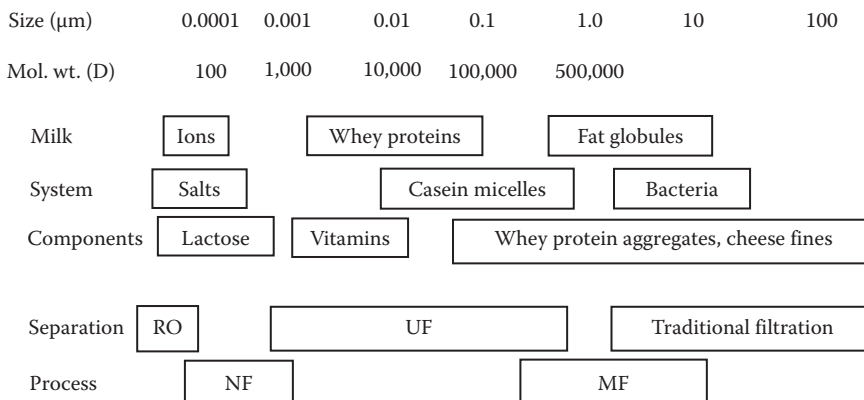 Size (µm) 0.0001 0.001 0.01 0.1 1.0 10 100
Mol. wt. (D) 100 1,000 10,000 100,000 500,000
Milk Ions Whey proteins Fat globules
System Salts Casein micelles Bacteria
Components Lactose Vitamins Whey protein aggregates, cheese fines
Separation RO UF Traditional filtration
Process NF MF